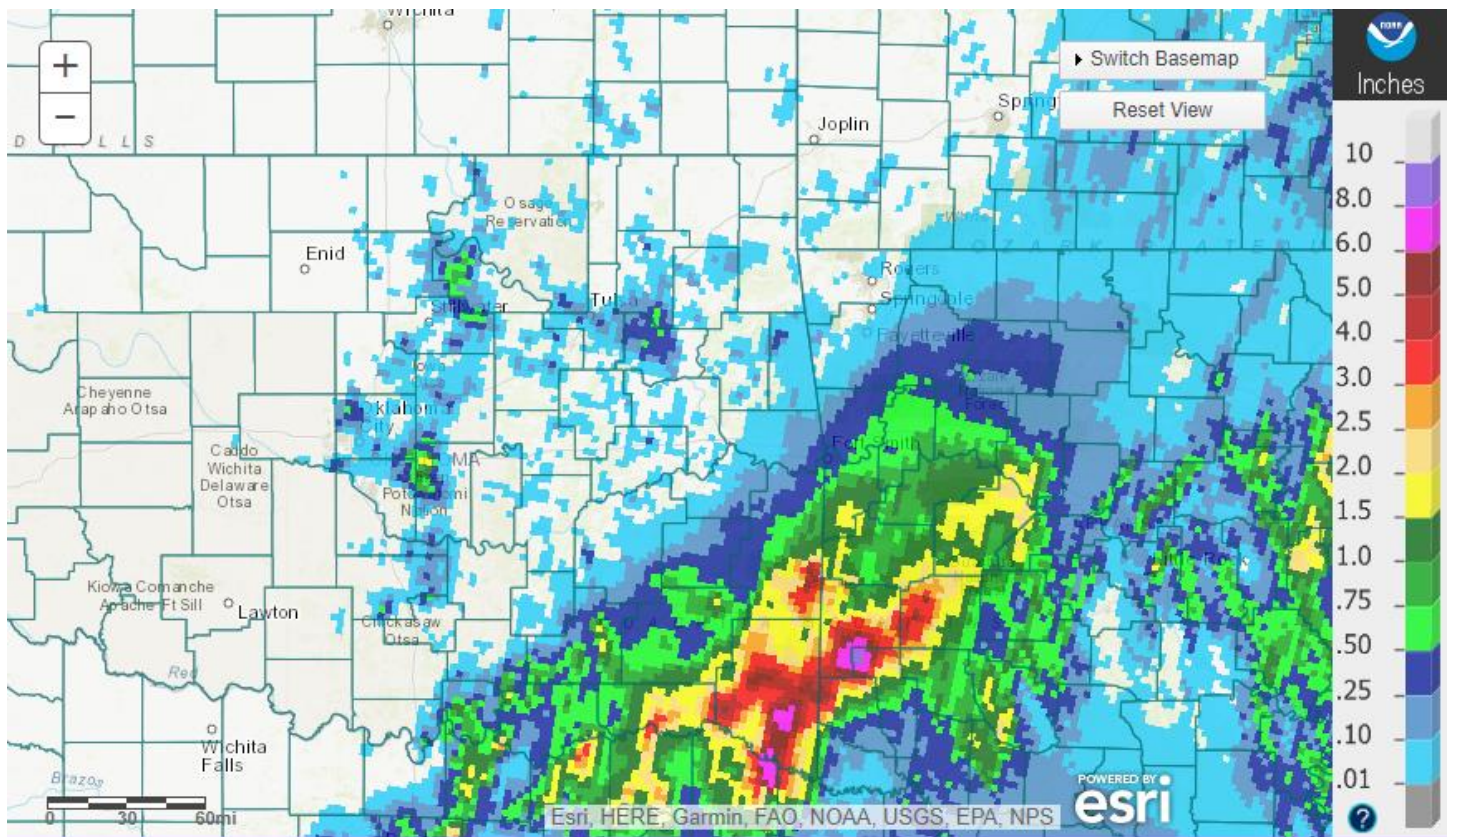 Wichita
NOAA
+
Switch Basemap
Inches
Spring
Reset View
−
Joplin
10
Osage
Reservation
8.0
Enid
6.0
Rogers
Tulsa
Springdale
5.0
Stillwater
Fayetteville
4.0
3.0
Cheyenne
Arapaho Otsa
Oklahoma
City
2.5
Fort Smith
Caddo
Wichita
Delaware
Otsa
MA
2.0
Nation
1.5
1.0
Kiowa Comanche
Apache-Ft Sill
.75
Lawton
Chickasaw
Otsa
.50
Red
.25
.10
Wichita
Falls
Brazos
.01
0 30 60mi
POWERED BY
esri
Esri, HERE, Garmin, FAO, NOAA, USGS, EPA, NPS
?